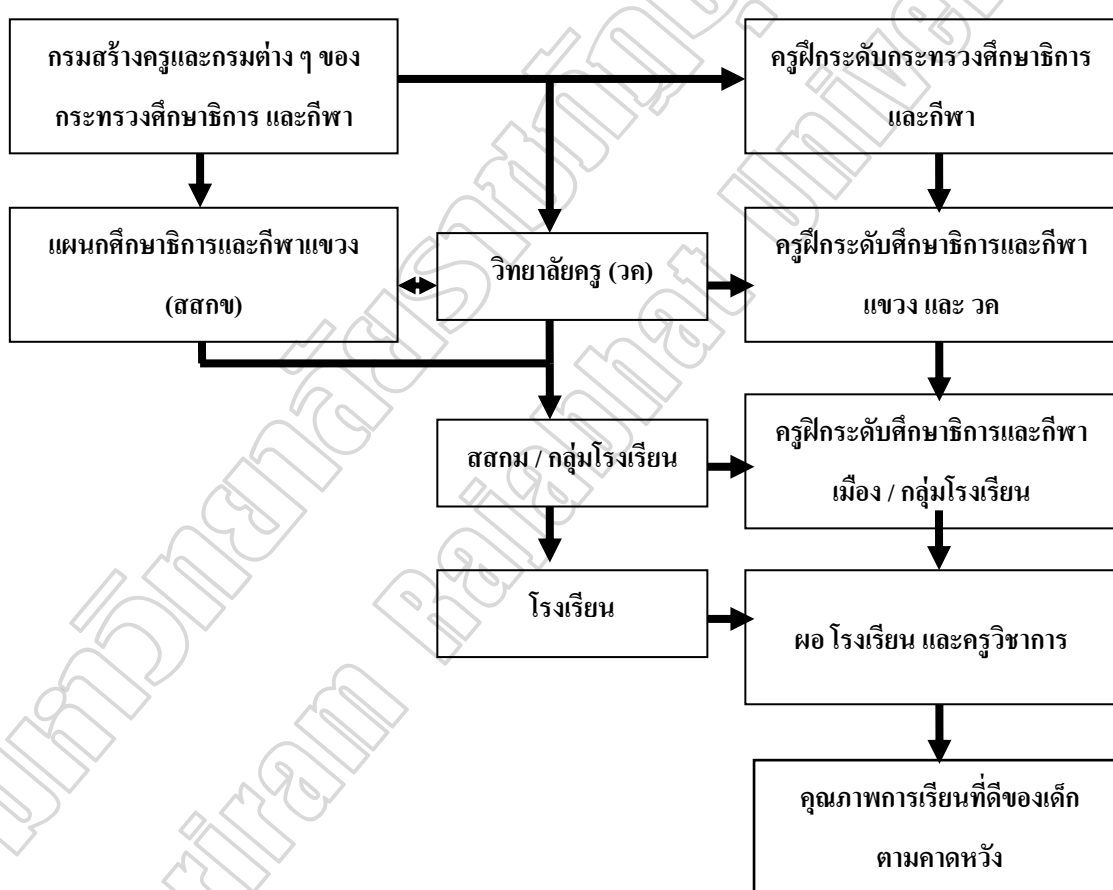 กรมสร้างครูและกรมต่าง ๆ ของ
กระทรวงศึกษาธิการ และกีฬา
ครูฝึกระดับกระทรวงศึกษาธิการ
และกีฬา
แผนกศึกษาธิการและกีฬาแขวง
(สสกข)
วิทยาลัยครู (วค)
ครูฝึกระดับศึกษาธิการและกีฬา
แขวง และ วค
สสกม / กลุ่มโรงเรียน
ครูฝึกระดับศึกษาธิการและกีฬา
เมือง / กลุ่มโรงเรียน
โรงเรียน
ผอ โรงเรียน และครูวิชาการ
คุณภาพการเรียนที่ดีของเด็ก
ตามคาดหวัง